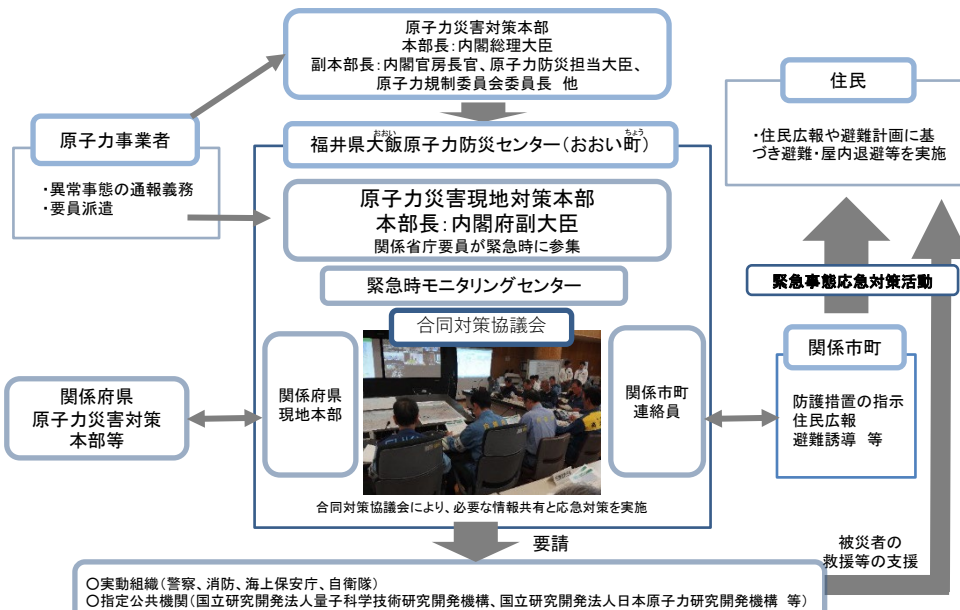 原子力災害対策本部
本部長：内閣総理大臣
副本部長：内閣官房長官、原子力防災担当大臣、
原子力規制委員会委員長　他
原子力事業者
・異常事態の通報義務
・要員派遣
住民
・住民広報や避難計画に基
づき避難・屋内退避等を実施
おおい　ちょう
福井県大飯原子力防災センター（おおい町）
原子力災害現地対策本部
本部長：内閣府副大臣
関係省庁要員が緊急時に参集
緊急時モニタリングセンター
合同対策協議会
緊急事態応急対策活動
関係府県
原子力災害対策
本部等
関係府県
現地本部
関係市町
連絡員
関係市町
防護措置の指示
住民広報
避難誘導　等
合同対策協議会により、必要な情報共有と応急対策を実施
要請
被災者の
救援等の支援
○実動組織（警察、消防、海上保安庁、自衛隊）
○指定公共機関（国立研究開発法人量子科学技術研究開発機構、国立研究開発法人日本原子力研究開発機構　等）